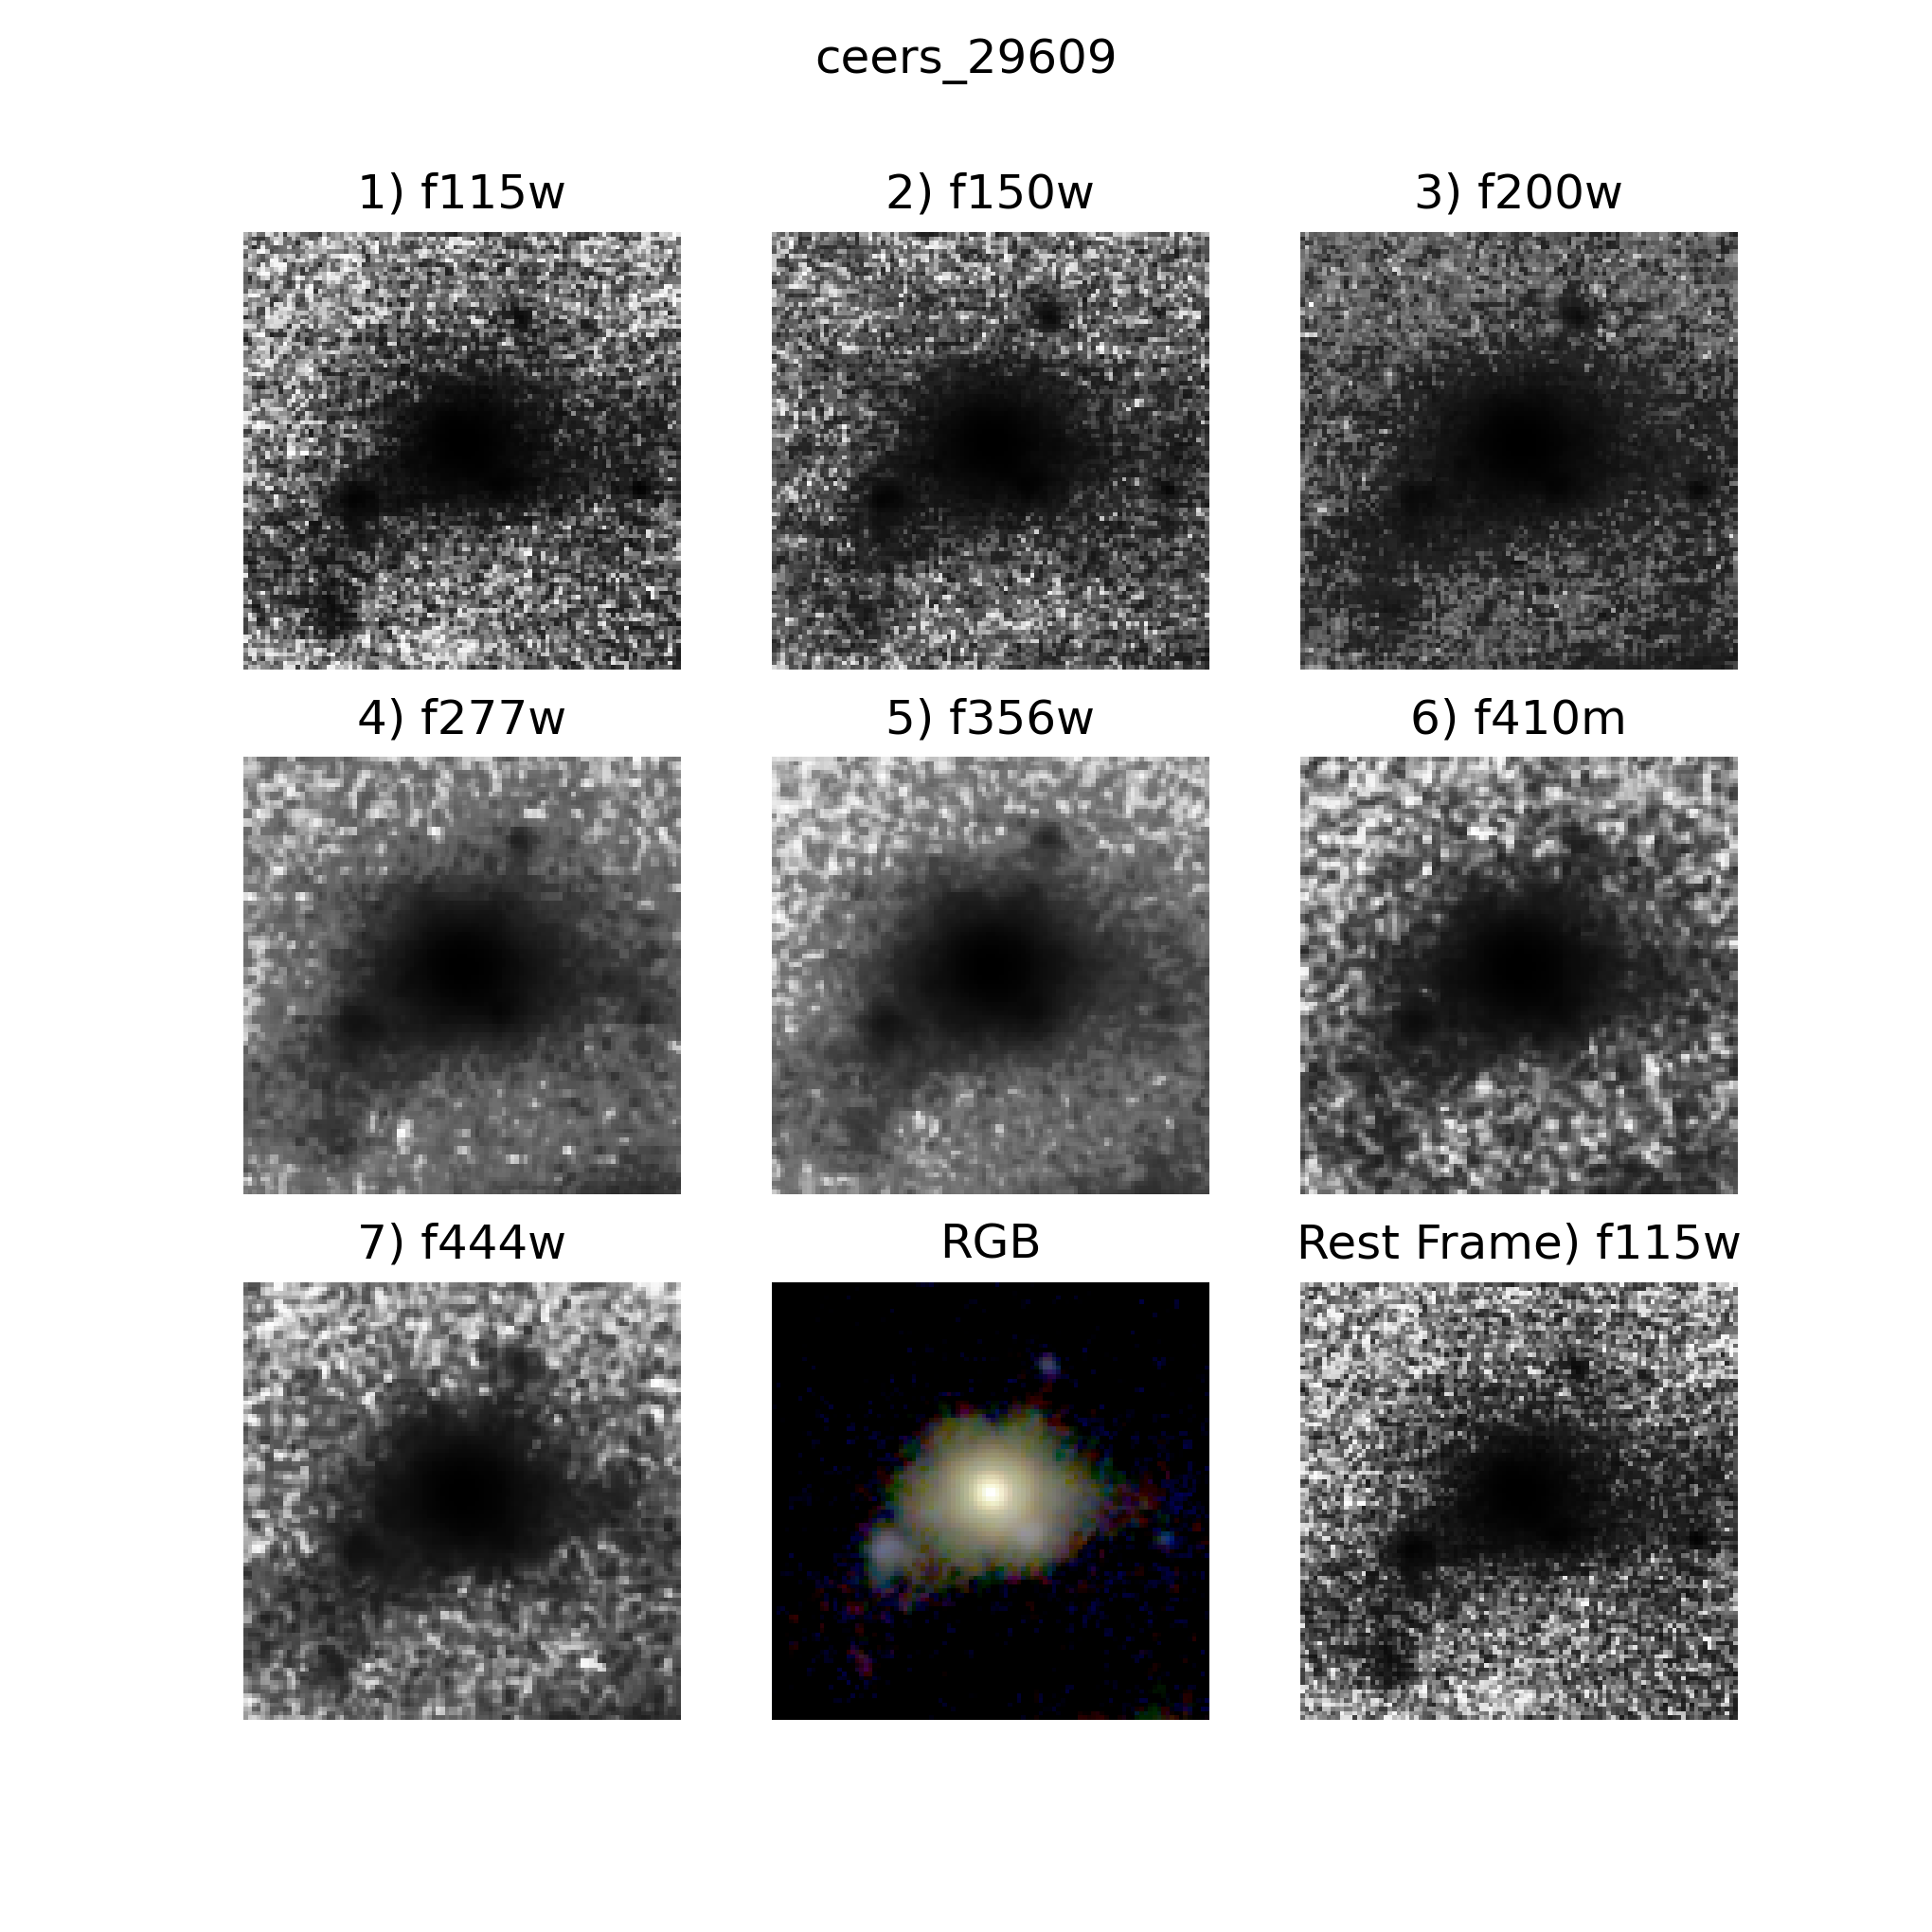 ceers_29609
1) f115w
2) f150w
3) f200w
4) f277w
5) f356w
6) f410m
7) f444w
RGB
Rest Frame) f115w